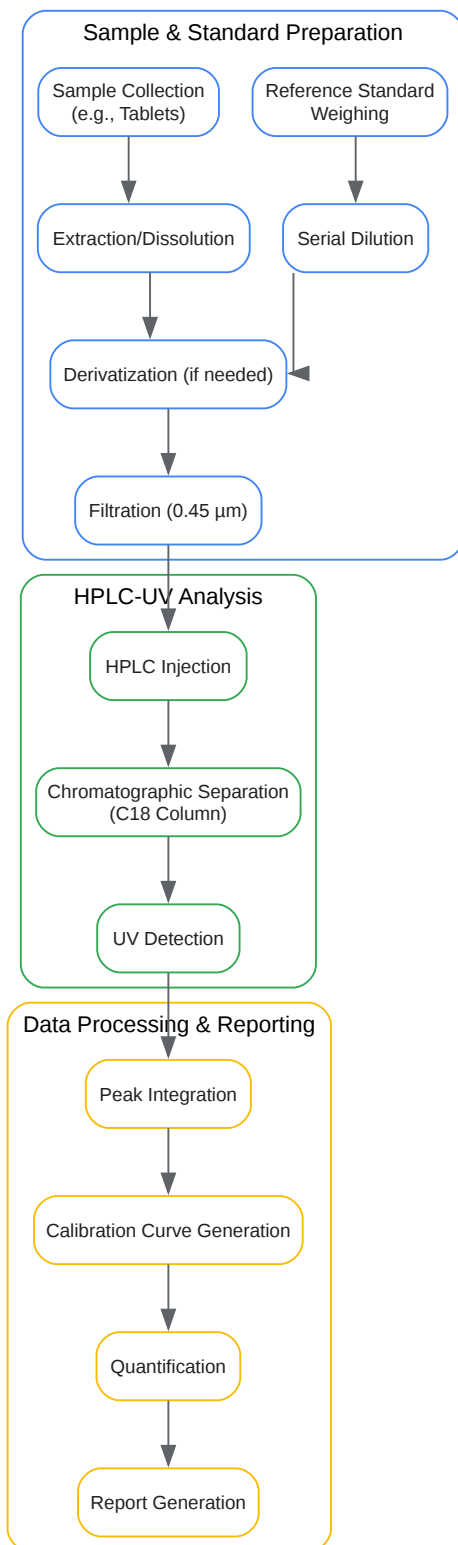 Sample & Standard Preparation
Sample Collection
(e.g., Tablets)
Reference Standard
Weighing
Extraction/Dissolution
Serial Dilution
Derivatization (if needed)
Filtration (0.45 µm)
HPLC-UV Analysis
HPLC Injection
Chromatographic Separation
(C18 Column)
UV Detection
Data Processing & Reporting
Peak Integration
Calibration Curve Generation
Quantification
Report Generation